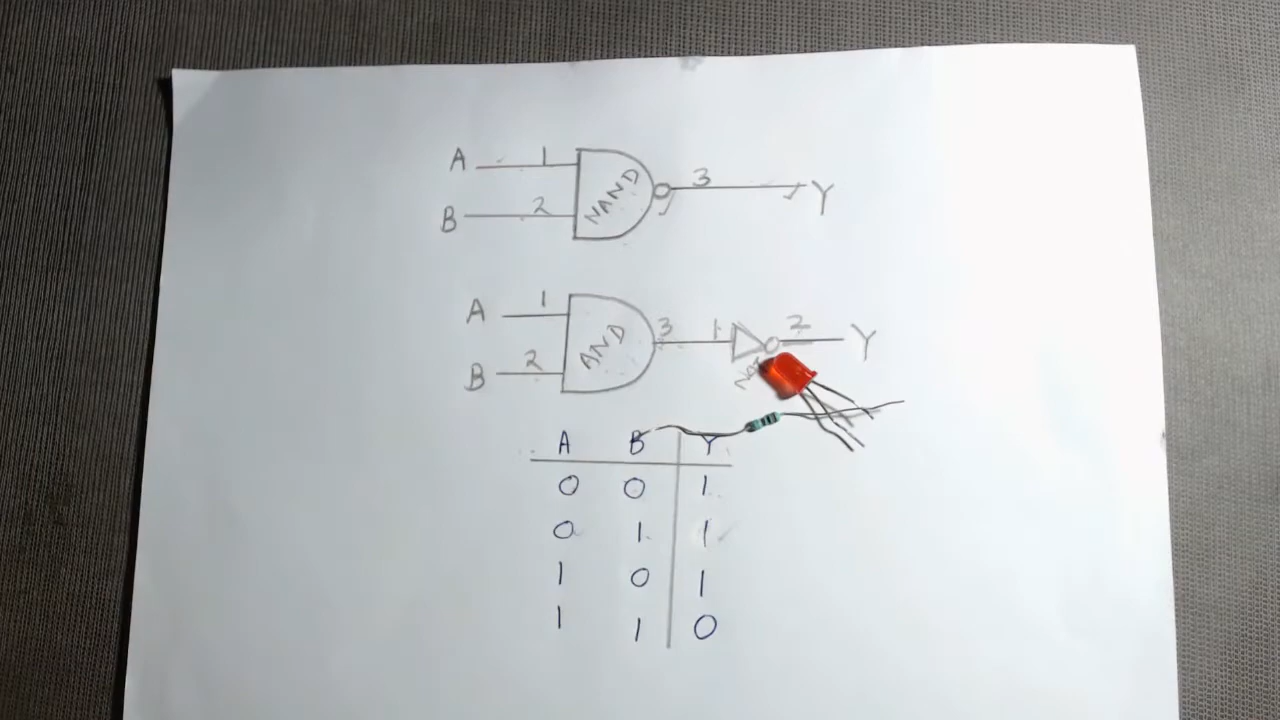 A 1 NAND 3 Y
B 2
A 1 AND 3 1 2 Y
B 2 NOT
A B Y
0 0 1
0 1 1
1 0 1
1 1 0